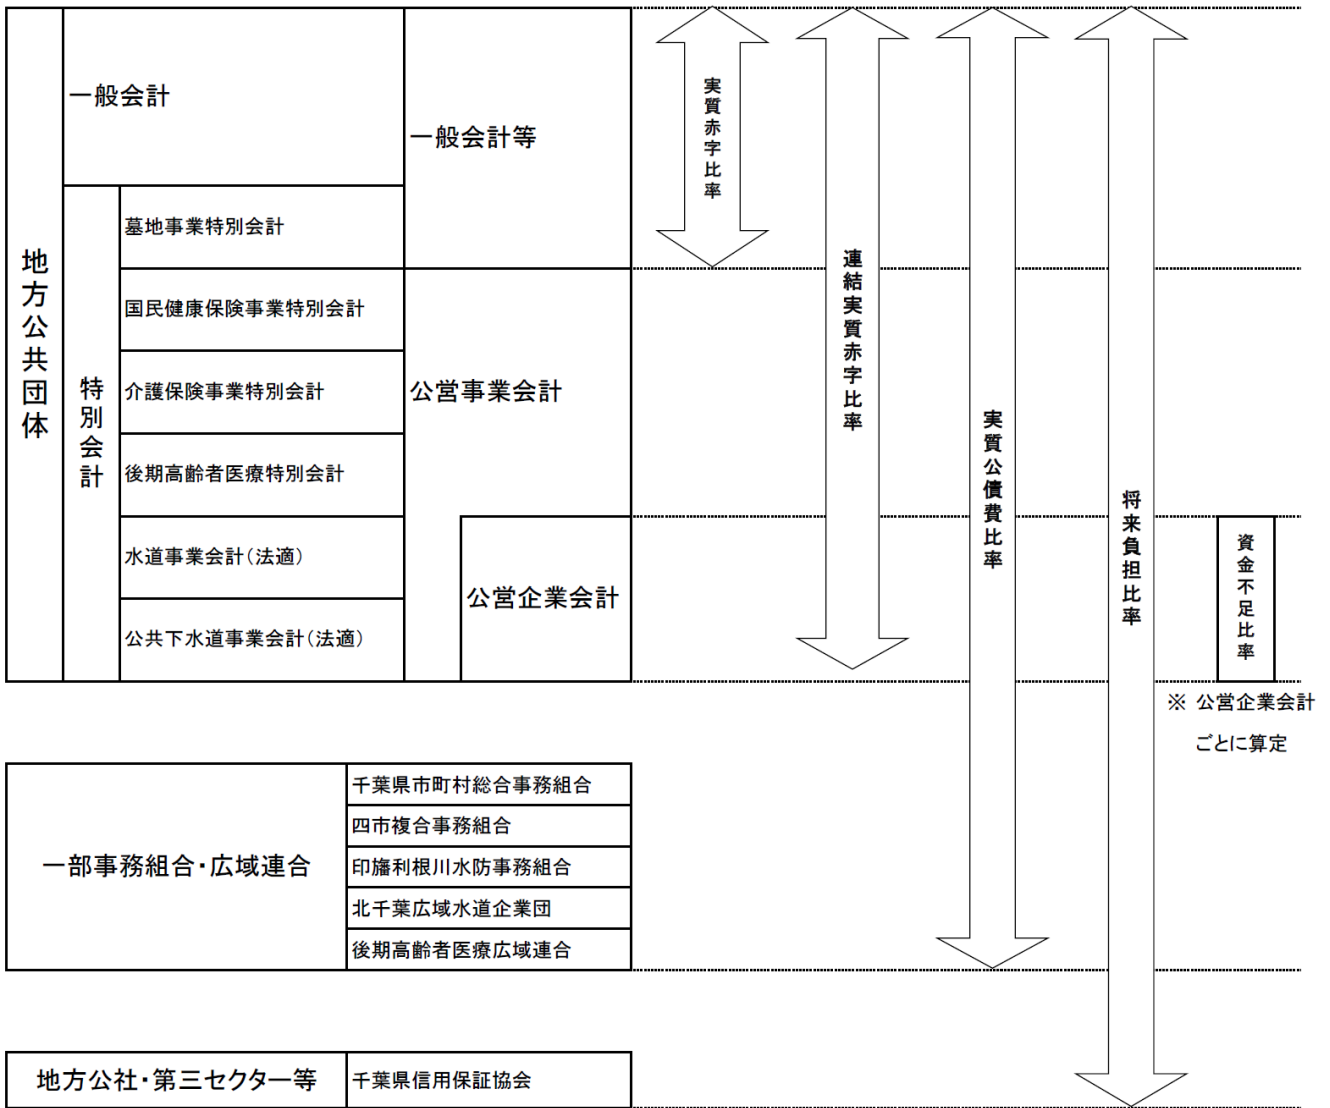 地方公共団体
一般会計
一般会計等
特別会計
墓地事業特別会計
国民健康保険事業特別会計
介護保険事業特別会計
後期高齢者医療特別会計
水道事業会計（法適）
公共下水道事業会計（法適）
公営事業会計
公営企業会計
実質赤字比率
連結実質赤字比率
実質公債費比率
将来負担比率
資金不足比率
※ 公営企業会計
ごとに算定
一部事務組合・広域連合
千葉県市町村総合事務組合
四市複合事務組合
印旛利根川水防事務組合
北千葉広域水道企業団
後期高齢者医療広域連合
地方公社・第三セクター等
千葉県信用保証協会